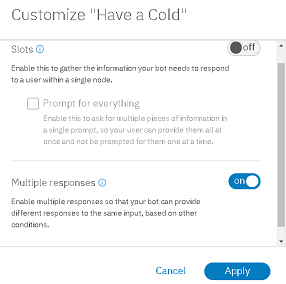 Customize "Have a Cold"
Slots
off
Enable this to gather the information your bot needs to respond
to a user within a single node.
Prompt for everything
Enable this to ask for multiple pieces of information in
a single prompt, so your user can provide them all at
once and not be prompted for them one at a time.
Multiple responses
on
Enable multiple responses so that your bot can provide
different responses to the same input, based on other
conditions.
Cancel Apply